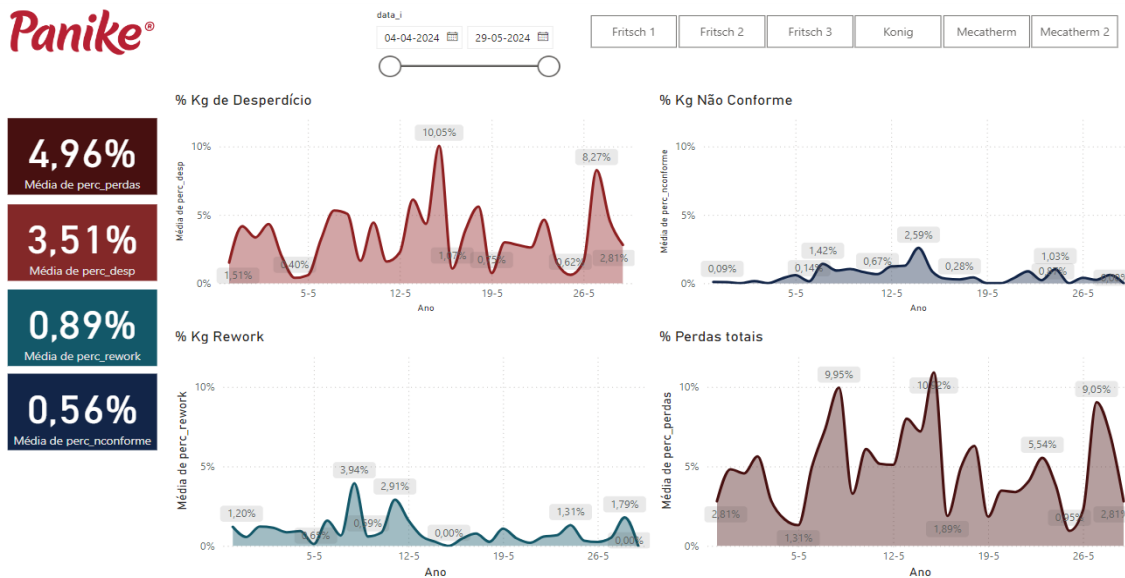 Panike®
data_i
04-04-2024 29-05-2024
Fritsch 1 Fritsch 2 Fritsch 3 Konig Mecatherm Mecatherm 2
4,96%
Média de perc_perdas
3,51%
Média de perc_desp
0,89%
Média de perc_rework
0,56%
Média de perc_nconforme
% Kg de Desperdício
Média de perc_desp
10%
5%
0%
1,51%
0,40%
10,05%
1,07%
0,75%
0,62%
8,27%
2,81%
5-5 12-5 19-5 26-5
Ano
% Kg Não Conforme
Média de perc_nconforme
10%
5%
0%
0,09%
0,14%
1,42%
0,67%
2,59%
0,28%
1,03%
5-5 12-5 19-5 26-5
Ano
% Kg Rework
Média de perc_rework
10%
5%
0%
1,20%
3,94%
2,91%
0,00%
1,31%
1,79%
0,00%
5-5 12-5 19-5 26-5
Ano
% Perdas totais
Média de perc_perdas
10%
5%
0%
2,81%
1,31%
9,95%
1,89%
5,54%
0,95%
9,05%
2,81%
5-5 12-5 19-5 26-5
Ano